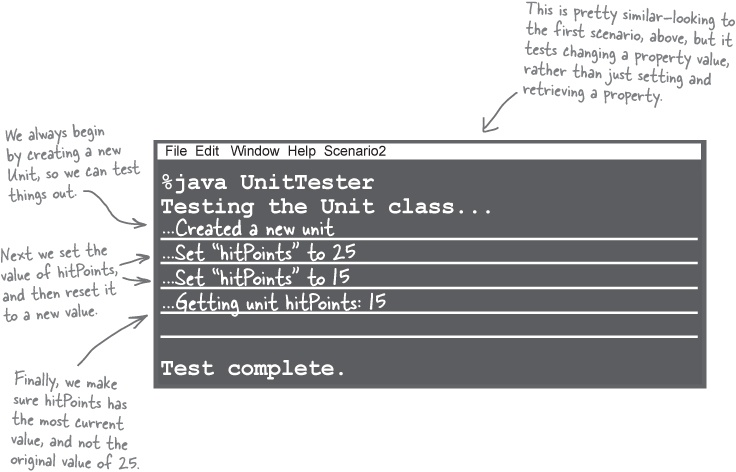 This is pretty similar-looking to
the first scenario, above, but it
tests changing a property value,
rather than just setting and
retrieving a property.
We always begin
by creating a new
Unit, so we can test
things out.
File Edit Window Help Scenario2
%java UnitTester
Testing the Unit class...
...Created a new unit
...Set “hitPoints” to 25
...Set “hitPoints” to 15
...Getting unit hitPoints: 15
Test complete.
Next we set the
value of hitPoints,
and then reset it
to a new value.
Finally, we make
sure hitPoints has
the most current
value, and not the
original value of 25.